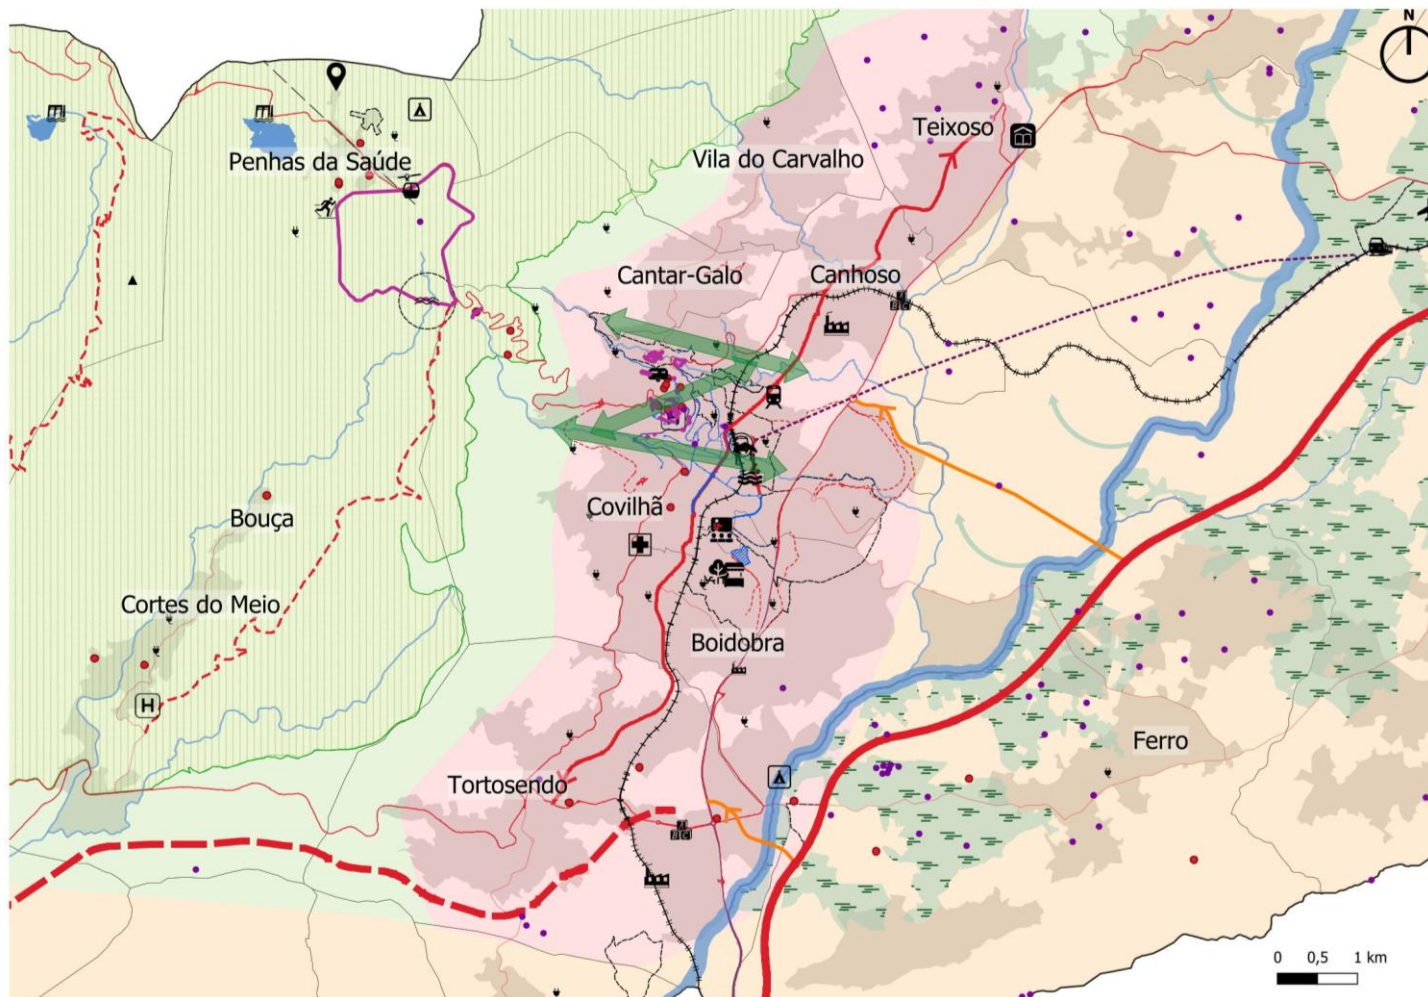 N
Teixoso
Vila do Carvalho
Penhas da Saúde
Cantar-Galo
Canhoso
Covilhã
Bouça
Cortes do Meio
Boidobra
H
Ferro
Tortosendo
0 0,5 1 km